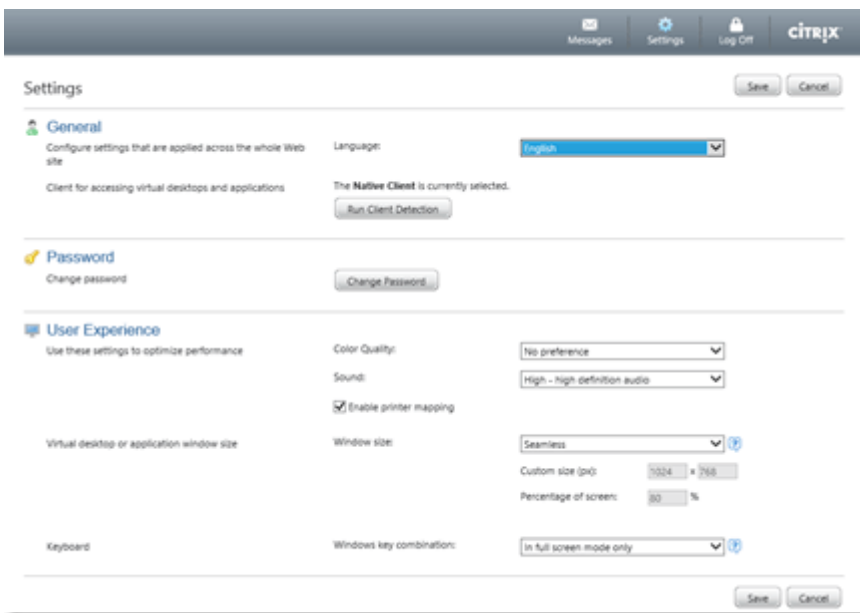 Messages
Settings
Log Off
CİTRIX
Settings
Save
Cancel
General
Configure settings that are applied across the whole Web
site
Language:
English
Client for accessing virtual desktops and applications
The Native Client is currently selected.
Run Client Detection
Password
Change password
Change Password
User Experience
Use these settings to optimize performance
Color Quality:
No preference
Sound:
High - high definition audio
Enable printer mapping
Virtual desktop or application window size
Window size:
Seamless
?
Custom size (px):
1024 x 768
Percentage of screen:
80 %
Keyboard
Windows key combination:
In full screen mode only
?
Save
Cancel